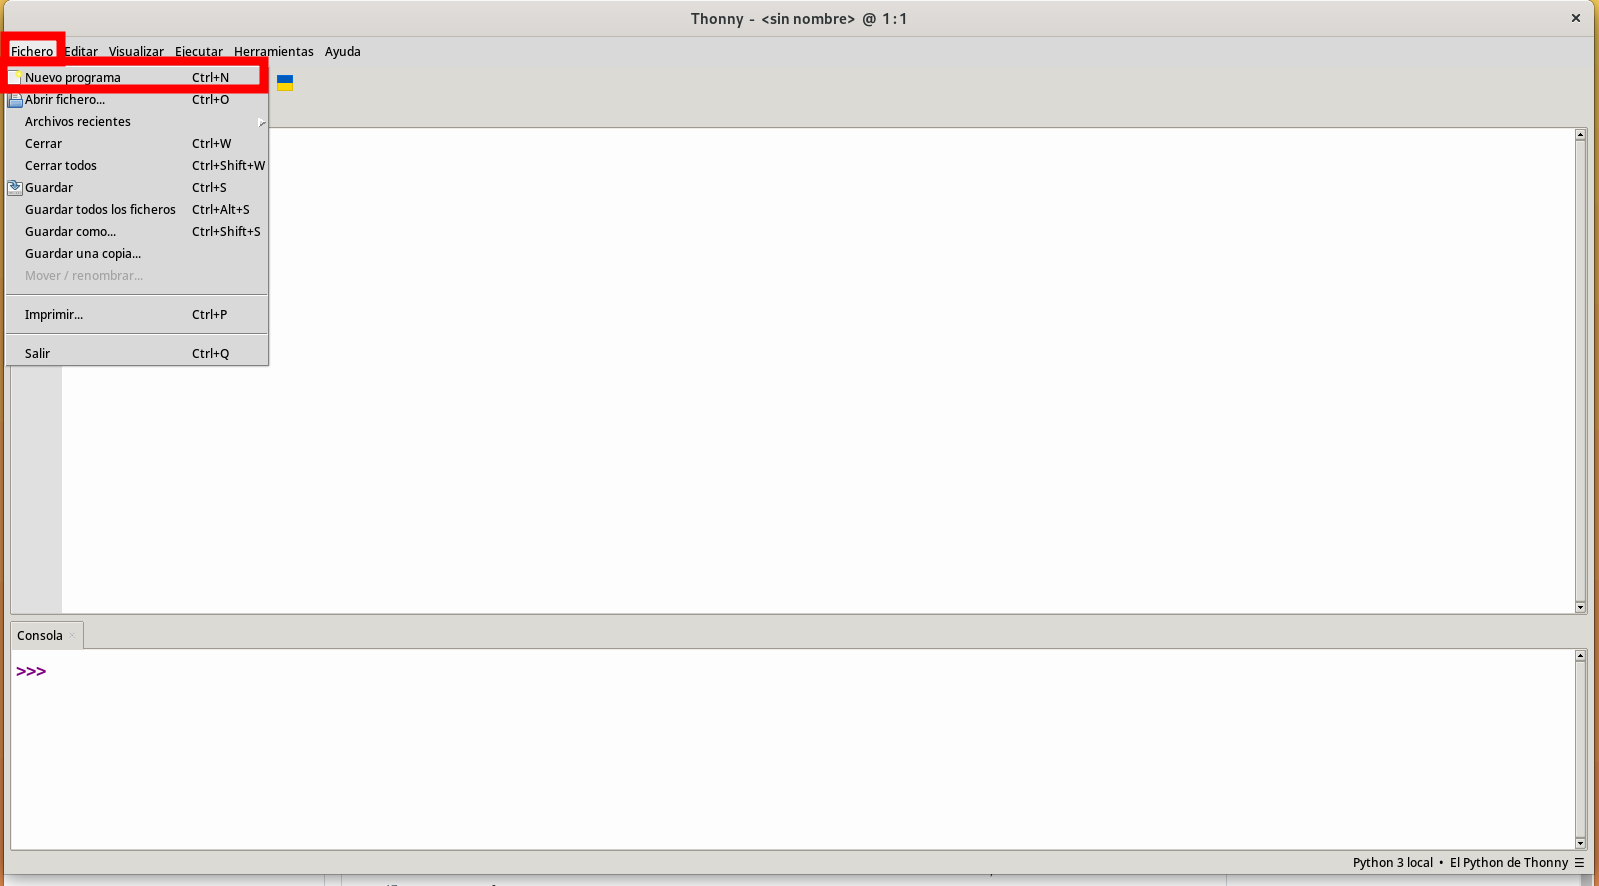 Thonny - <sin nombre> @ 1:1
Fichero Editar Visualizar Ejecutar Herramientas Ayuda
Nuevo programa Ctrl+N
Abrir fichero... Ctrl+O
Archivos recientes
Cerrar Ctrl+W
Cerrar todos Ctrl+Shift+W
Guardar Ctrl+S
Guardar todos los ficheros Ctrl+Alt+S
Guardar como... Ctrl+Shift+S
Guardar una copia...
Mover / renombrar...
Imprimir... Ctrl+P
Salir Ctrl+Q
Consola
>>>
Python 3 local • El Python de Thonny ☰